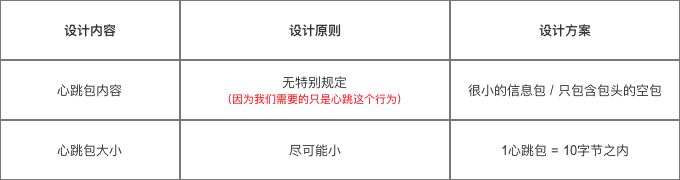 设计内容
设计原则
设计方案
心跳包内容
无特别规定
（因为我们需要的只是心跳这个行为）
很小的信息包 / 只包含包头的空包
心跳包大小
尽可能小
1心跳包 = 10字节之内